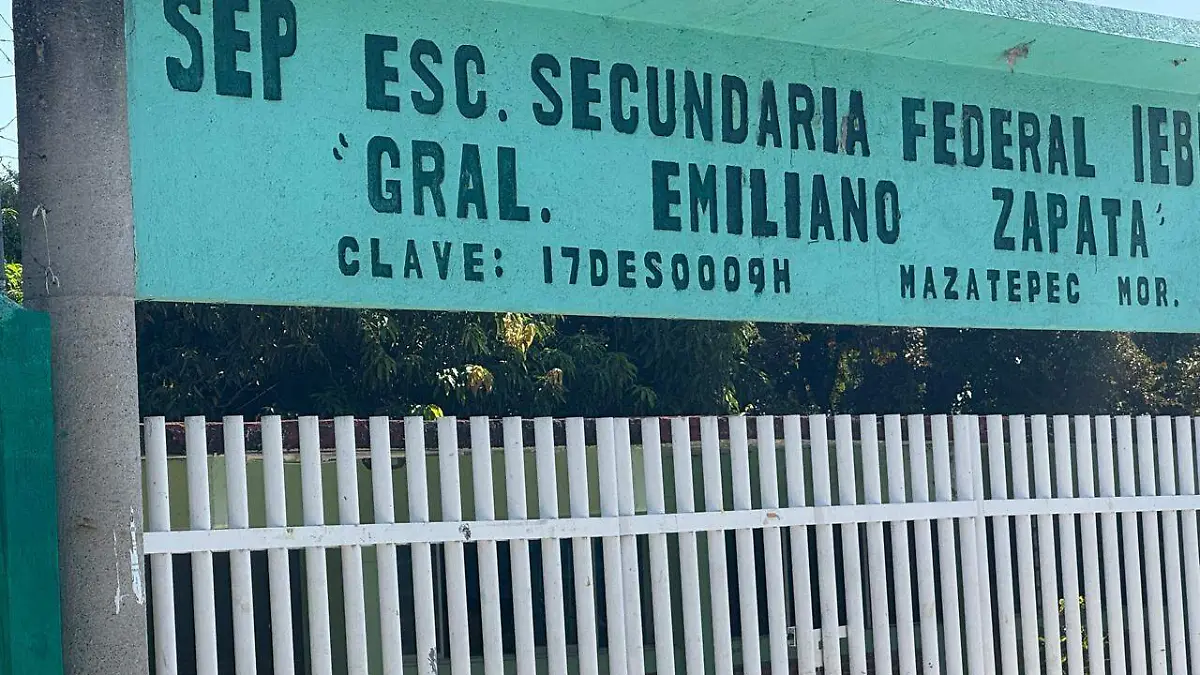 SEP ESC. SECUNDARIA FEDERAL
"GRAL. EMILIANO ZAPATA"
CLAVE: 17DES0009H MAZATEPEC MOR.